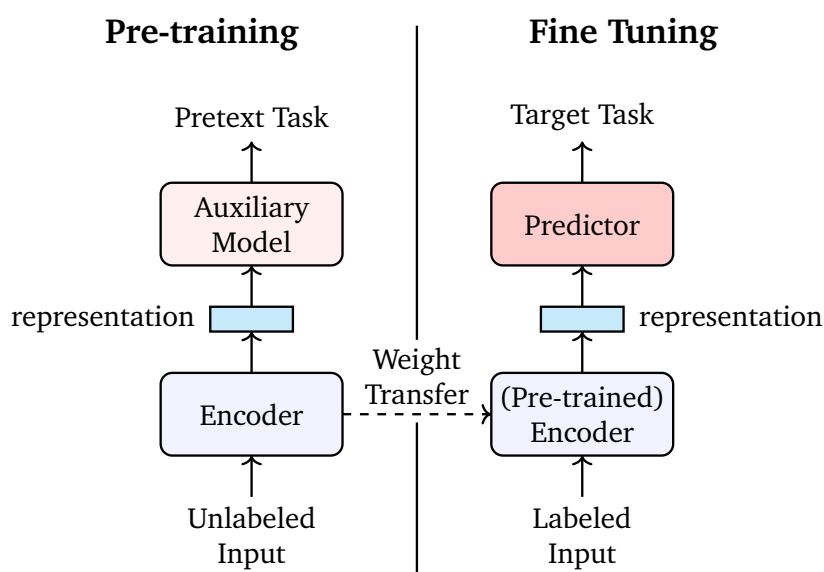 Pre-training
Pretext Task
Auxiliary
Model
representation
Encoder
Unlabeled
Input
Weight
Transfer
Fine Tuning
Target Task
Predictor
representation
(Pre-trained)
Encoder
Labeled
Input